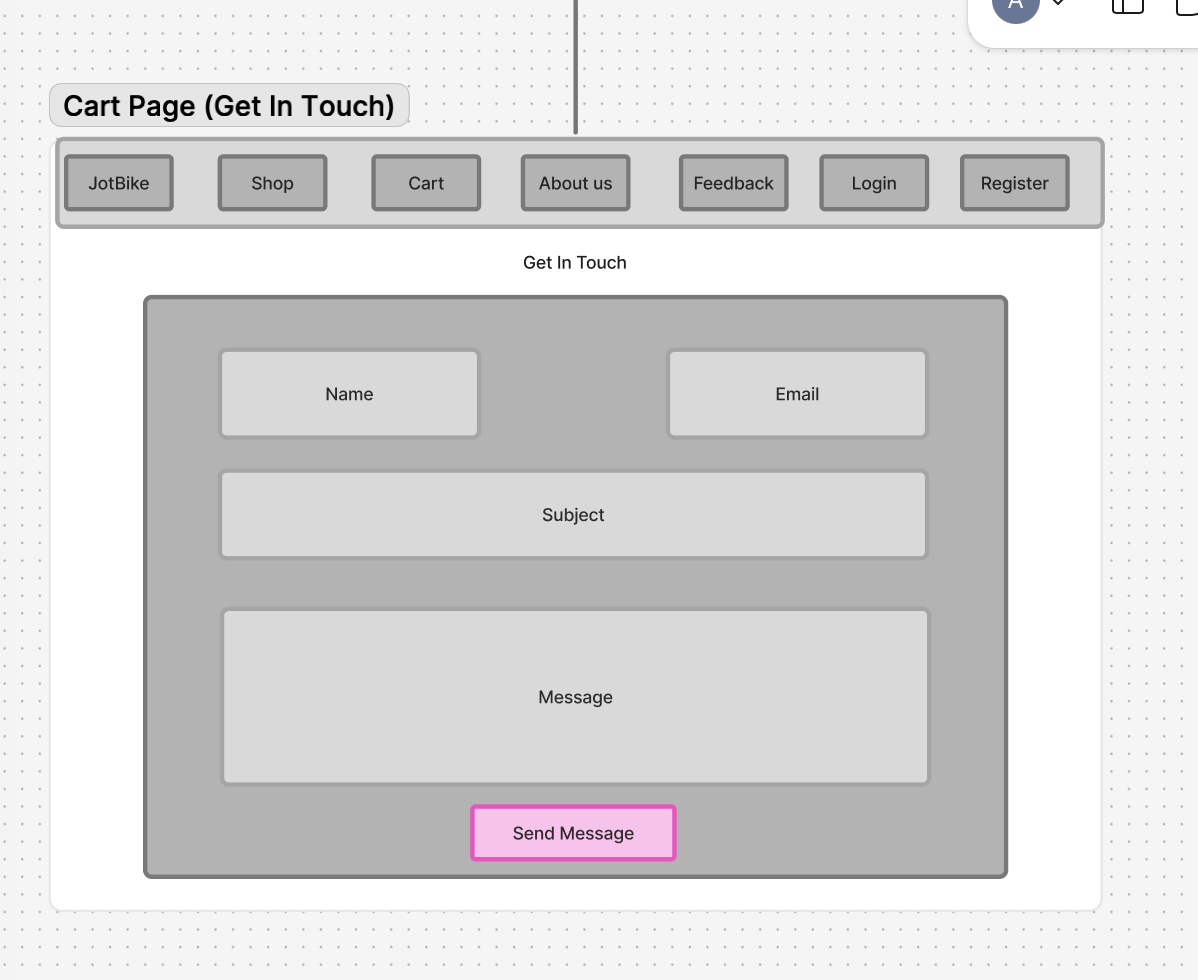 A
Cart Page (Get In Touch)
JotBike
Shop
Cart
About us
Feedback
Login
Register
Get In Touch
Name
Email
Subject
Message
Send Message